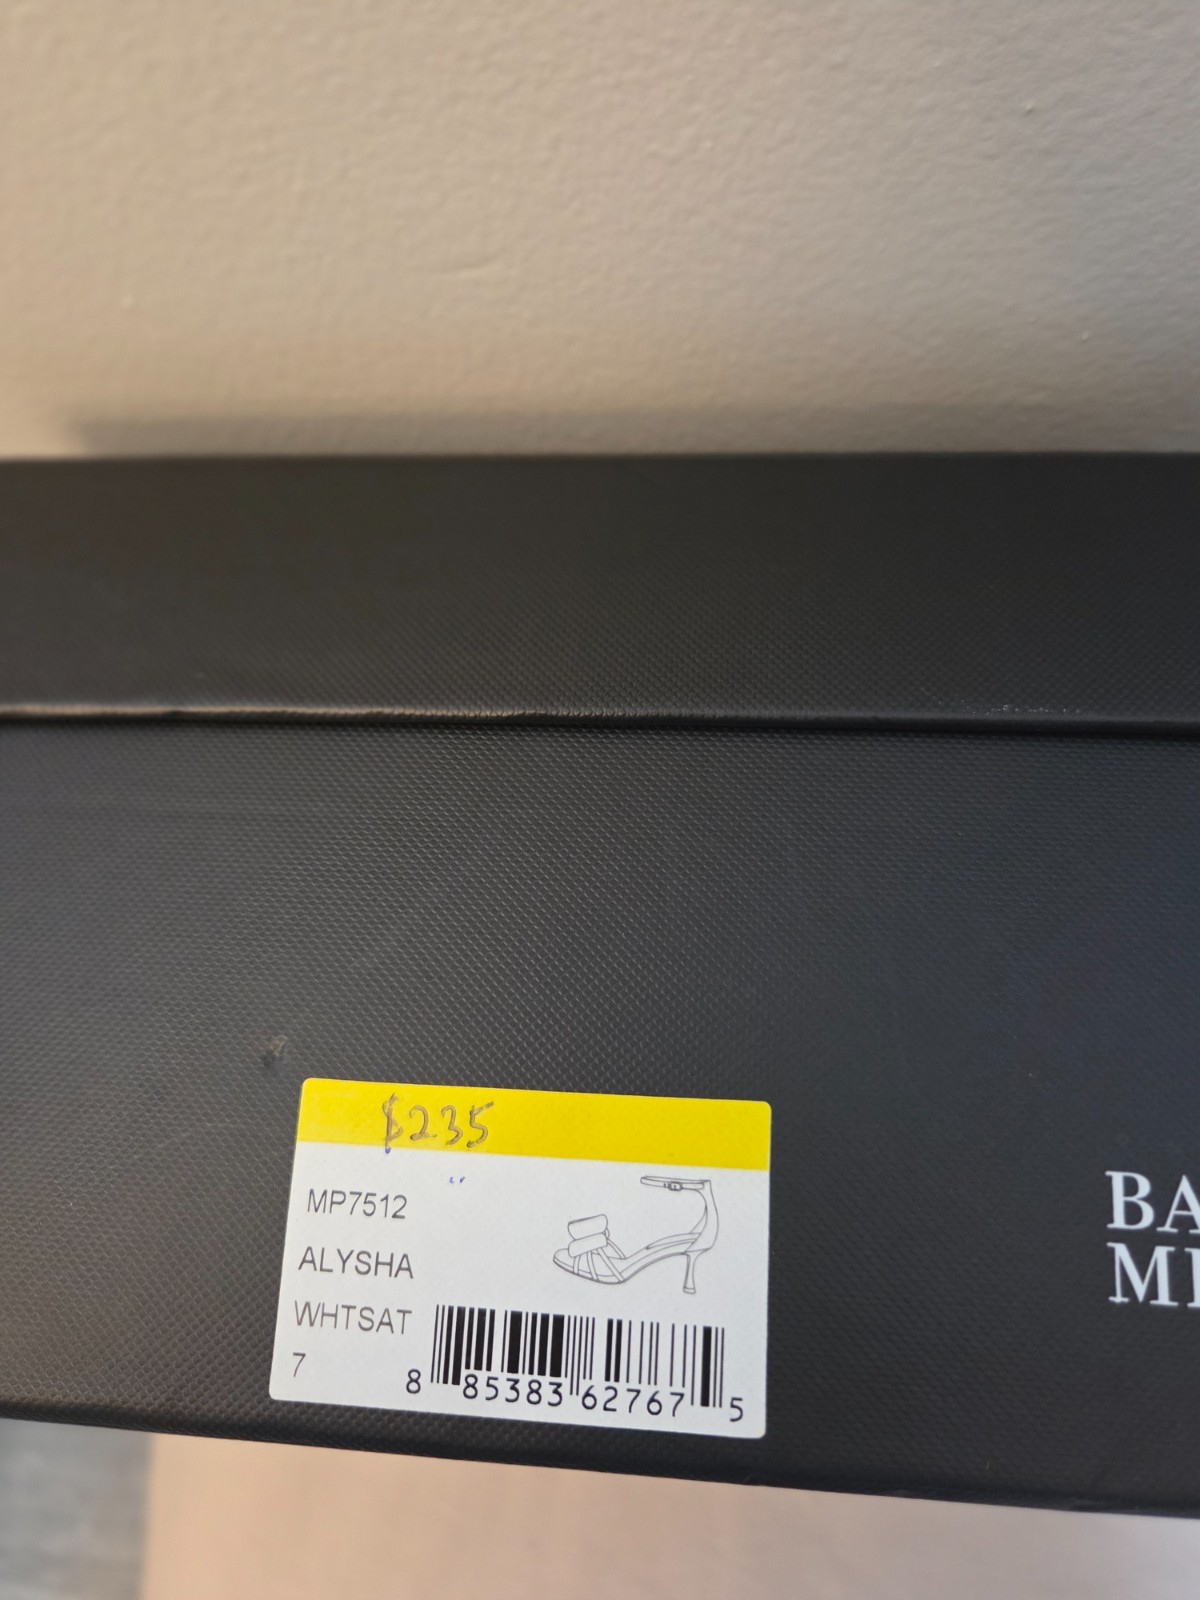 $235
MP7512
ALYSHA
WHTSAT
7
8 85383 62767 5
BA
MI